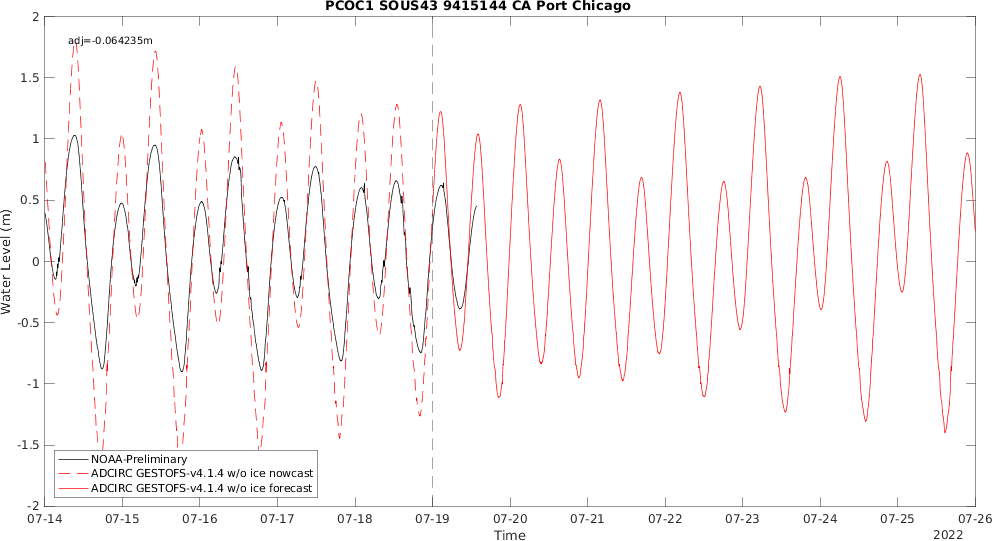 PCOC1 SOUS43 9415144 CA Port Chicago
adj=-0.064235m
Water Level (m)
2
1.5
1
0.5
0
-0.5
-1
-1.5
-2
NOAA-Preliminary
ADCIRC GESTOFS-v4.1.4 w/o ice nowcast
ADCIRC GESTOFS-v4.1.4 w/o ice forecast
07-14 07-15 07-16 07-17 07-18 07-19 07-20 07-21 07-22 07-23 07-24 07-25 07-26
Time
2022